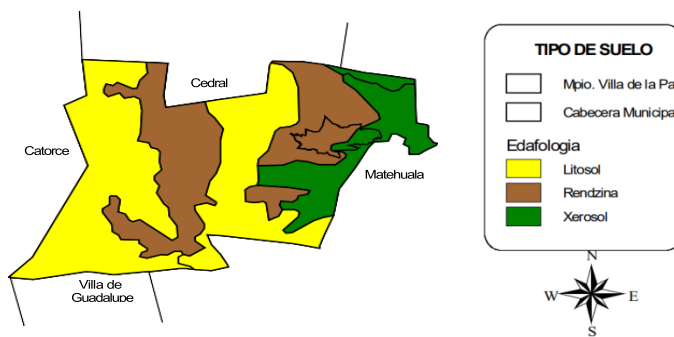 Cedral
Catorce
Matehuala
Villa de
Guadalupe
TIPO DE SUELO
Mpio. Villa de la Pa
Cabecera Municipa
Edafologia
Litosol
Rendzina
Xerosol
N
W E
S